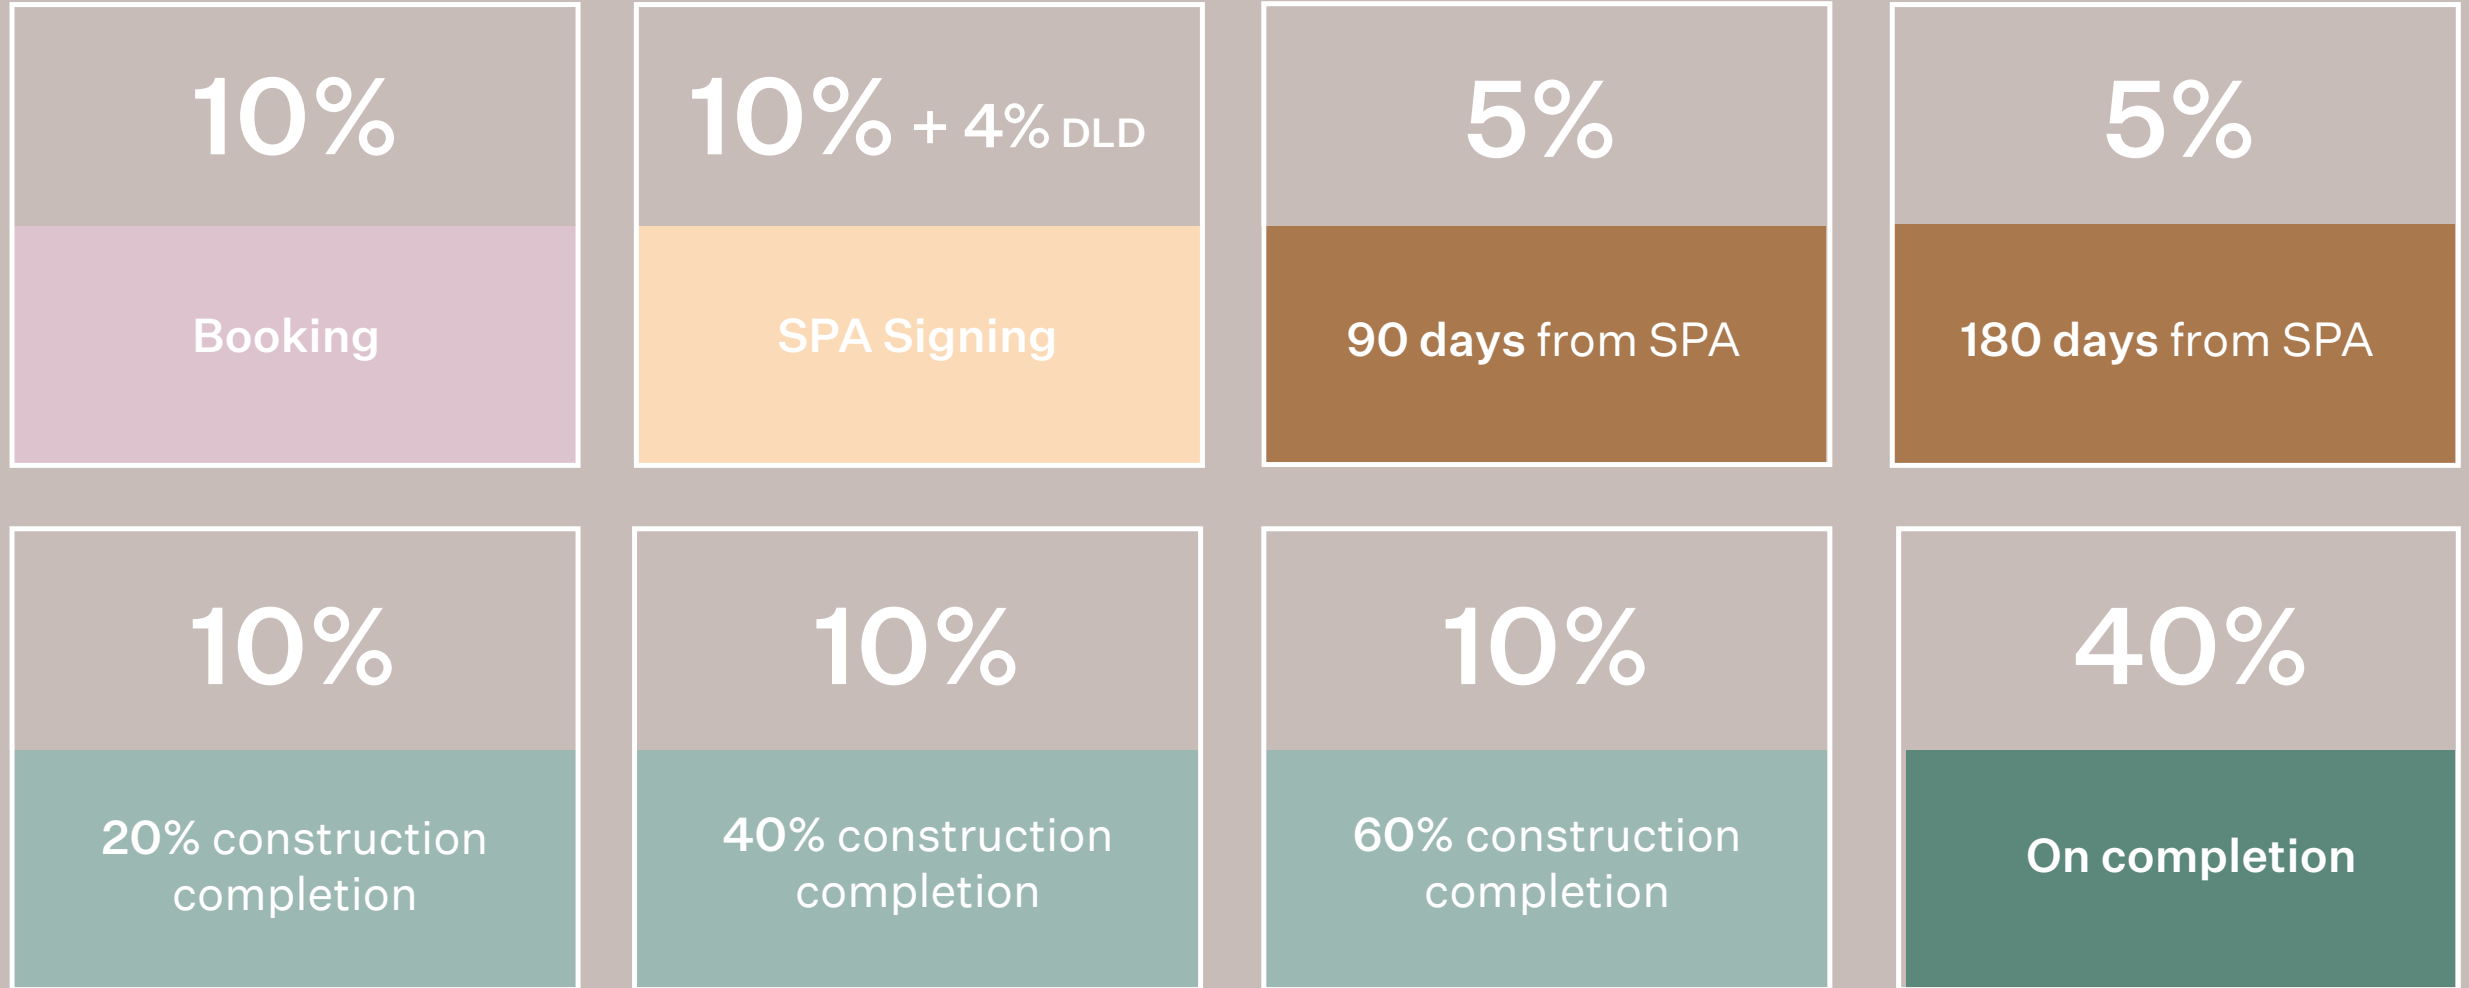 10%
Booking
10% + 4% DLD
SPA Signing
5%
90 days from SPA
5%
180 days from SPA
10%
20% construction
completion
10%
40% construction
completion
10%
60% construction
completion
40%
On completion